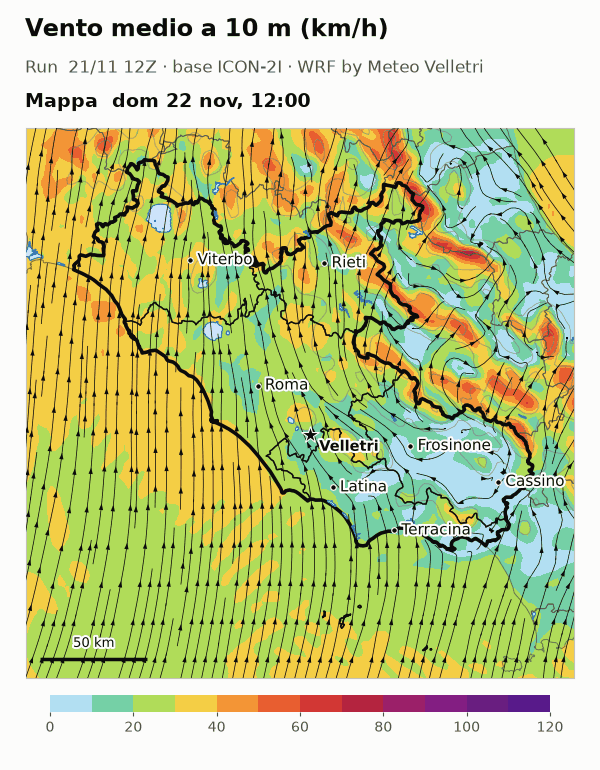 Vento medio a 10 m (km/h)
Run  21/11 12Z · base ICON-2I · WRF by Meteo Velletri
Mappa  dom 22 nov, 12:00
Viterbo
Rieti
Roma
Velletri
Frosinone
Latina
Cassino
Terracina
50 km
0 20 40 60 80 100 120